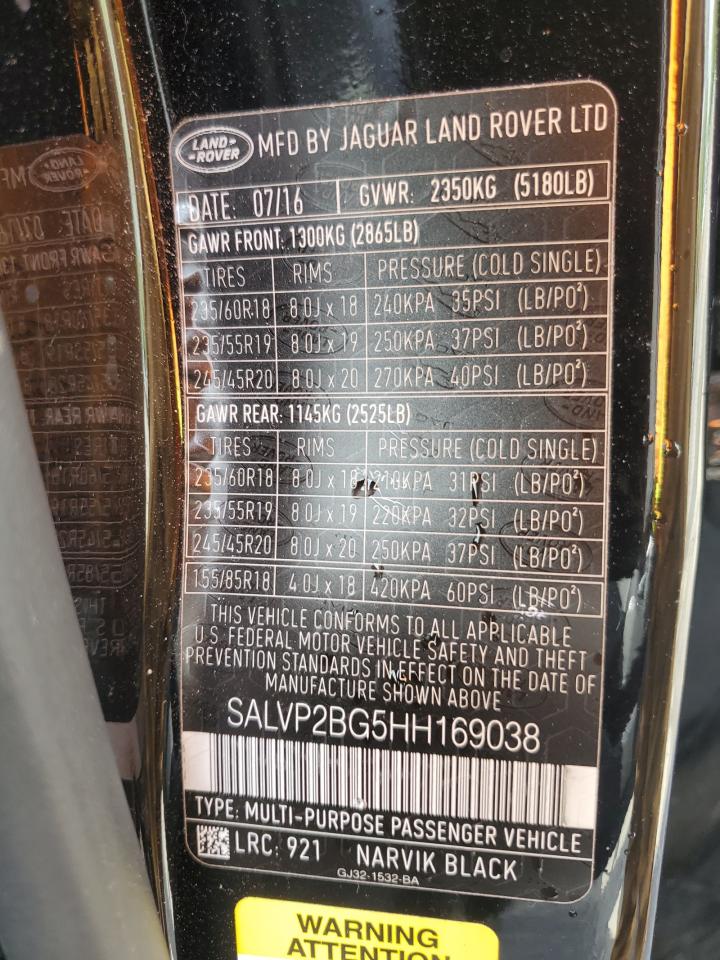 LAND ROVER MFD BY JAGUAR LAND ROVER LTD
DATE: 07/16 GVWR: 2350KG (5180LB)
GAWR FRONT: 1300KG (2865LB)
TIRES RIMS PRESSURE (COLD SINGLE)
235/60R18 8.0J x 18 240KPA 35PSI (LB/PO²)
235/55R19 8.0J x 19 250KPA 37PSI (LB/PO²)
245/45R20 8.0J x 20 270KPA 40PSI (LB/PO²)
GAWR REAR: 1145KG (2525LB)
TIRES RIMS PRESSURE (COLD SINGLE)
235/60R18 8.0J x 18 210KPA 31PSI (LB/PO²)
235/55R19 8.0J x 19 220KPA 32PSI (LB/PO²)
245/45R20 8.0J x 20 250KPA 37PSI (LB/PO²)
155/85R18 4.0J x 18 420KPA 60PSI (LB/PO²)
THIS VEHICLE CONFORMS TO ALL APPLICABLE
U.S. FEDERAL MOTOR VEHICLE SAFETY AND THEFT
PREVENTION STANDARDS IN EFFECT ON THE DATE OF
MANUFACTURE SHOWN ABOVE
SALVP2BG5HH169038
TYPE: MULTI-PURPOSE PASSENGER VEHICLE
LRC: 921 NARVIK BLACK
GJ32-1532-BA
WARNING
ATTENTION